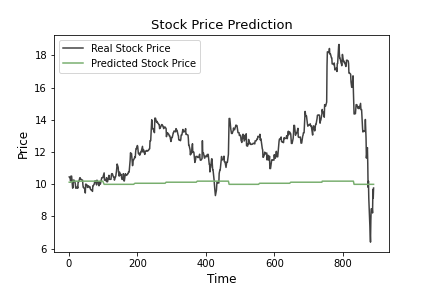 Stock Price Prediction
Real Stock Price
Predicted Stock Price
18
16
14
12
10
8
6
Price
0 200 400 600 800
Time